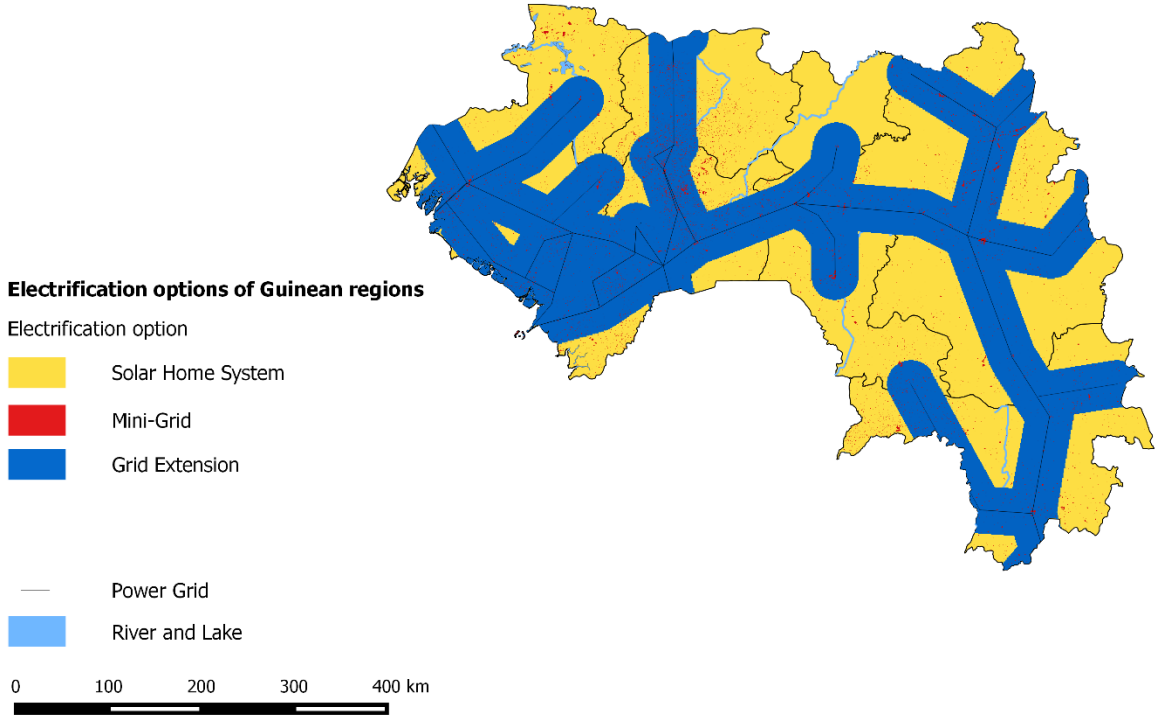 Electrification options of Guinean regions
Electrification option
Solar Home System
Mini-Grid
Grid Extension
Power Grid
River and Lake
0 100 200 300 400 km